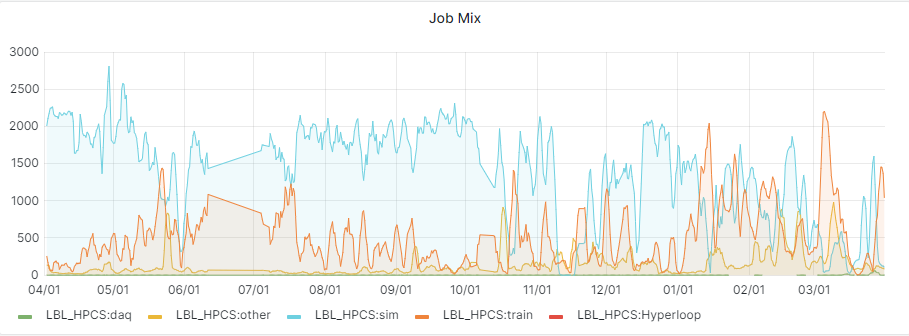 Job Mix
3000
2500
2000
1500
1000
500
0
04/01 05/01 06/01 07/01 08/01 09/01 10/01 11/01 12/01 01/01 02/01 03/01
LBL_HPCS:daq LBL_HPCS:other LBL_HPCS:sim LBL_HPCS:train LBL_HPCS:Hyperloop